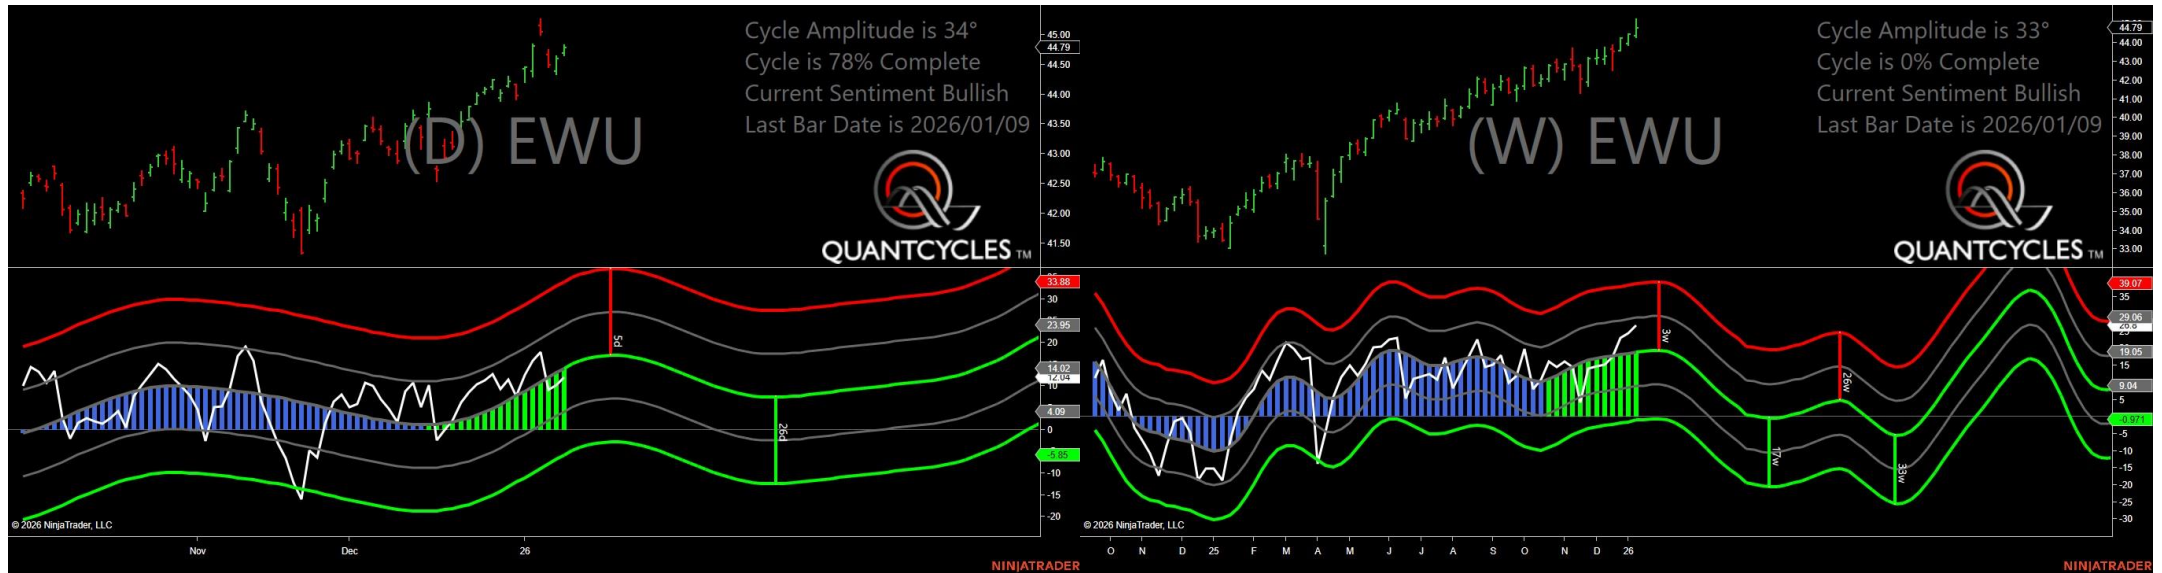 Cycle Amplitude is 34°
Cycle is 78% Complete
Current Sentiment Bullish
Last Bar Date is 2026/01/09
(D) EWU
QUANTCYCLES TM
45.00
44.79
44.50
44.00
43.50
43.00
42.50
42.00
41.50
33.88
30
23.95
20
14.02
12.04
10
4.09
0
-5.85
-10
-15
-20
5d
26d
© 2026 NinjaTrader, LLC
Nov
Dec
26
NINJATRADER
Cycle Amplitude is 33°
Cycle is 0% Complete
Current Sentiment Bullish
Last Bar Date is 2026/01/09
(W) EWU
QUANTCYCLES TM
44.79
44.00
43.00
42.00
41.00
40.00
39.00
38.00
37.00
36.00
35.00
34.00
33.00
39.07
35
29.06
26.8
19.05
15
9.04
5
-0.971
-5
-10
-15
-20
-25
-30
3w
26w
17w
33w
© 2026 NinjaTrader, LLC
O N D 25 F M A M J J A S O N D 26
NINJATRADER